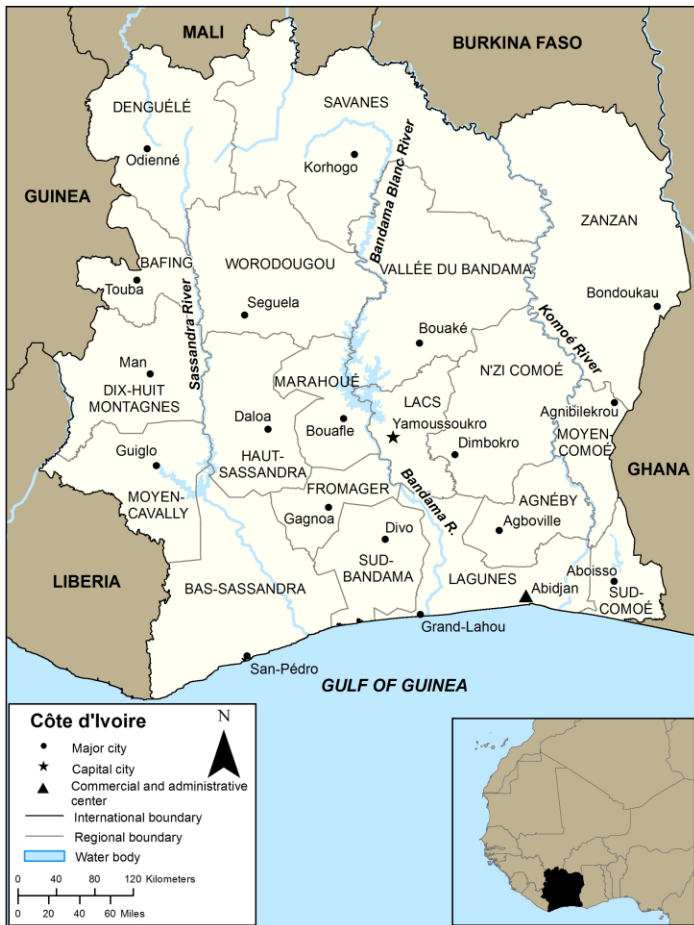 MALI
BURKINA FASO
DENGUÉLÉ
SAVANES
Odienné
Korhogo
Bandama Blanc River
GUINEA
ZANZAN
BAFING
WORODOUGOU
VALLÉE DU BANDAMA
Touba
Sassandra River
Seguela
Bondoukau
Komoé River
Bouaké
Man
DIX-HUIT
MONTAGNES
MARAHOUÉ
N'ZI COMOÉ
LACS
Agnibilekrou
Daloa
Bouafle
Yamoussoukro
MOYEN-
COMOÉ
HAUT-
SASSANDRA
Dimbokro
Guiglo
GHANA
MOYEN-
CAVALLY
FROMAGER
Bandama R.
AGNÉBY
Gagnoa
Divo
Agboville
SUD-
BANDAMA
LIBERIA
BAS-SASSANDRA
LAGUNES
Aboisso
Abidjan
SUD-
COMOÉ
Grand-Lahou
San-Pédro
GULF OF GUINEA
Côte d'Ivoire
N
Major city
Capital city
Commercial and administrative
center
International boundary
Regional boundary
Water body
0 40 80 120 Kilometers
0 20 40 60 Miles